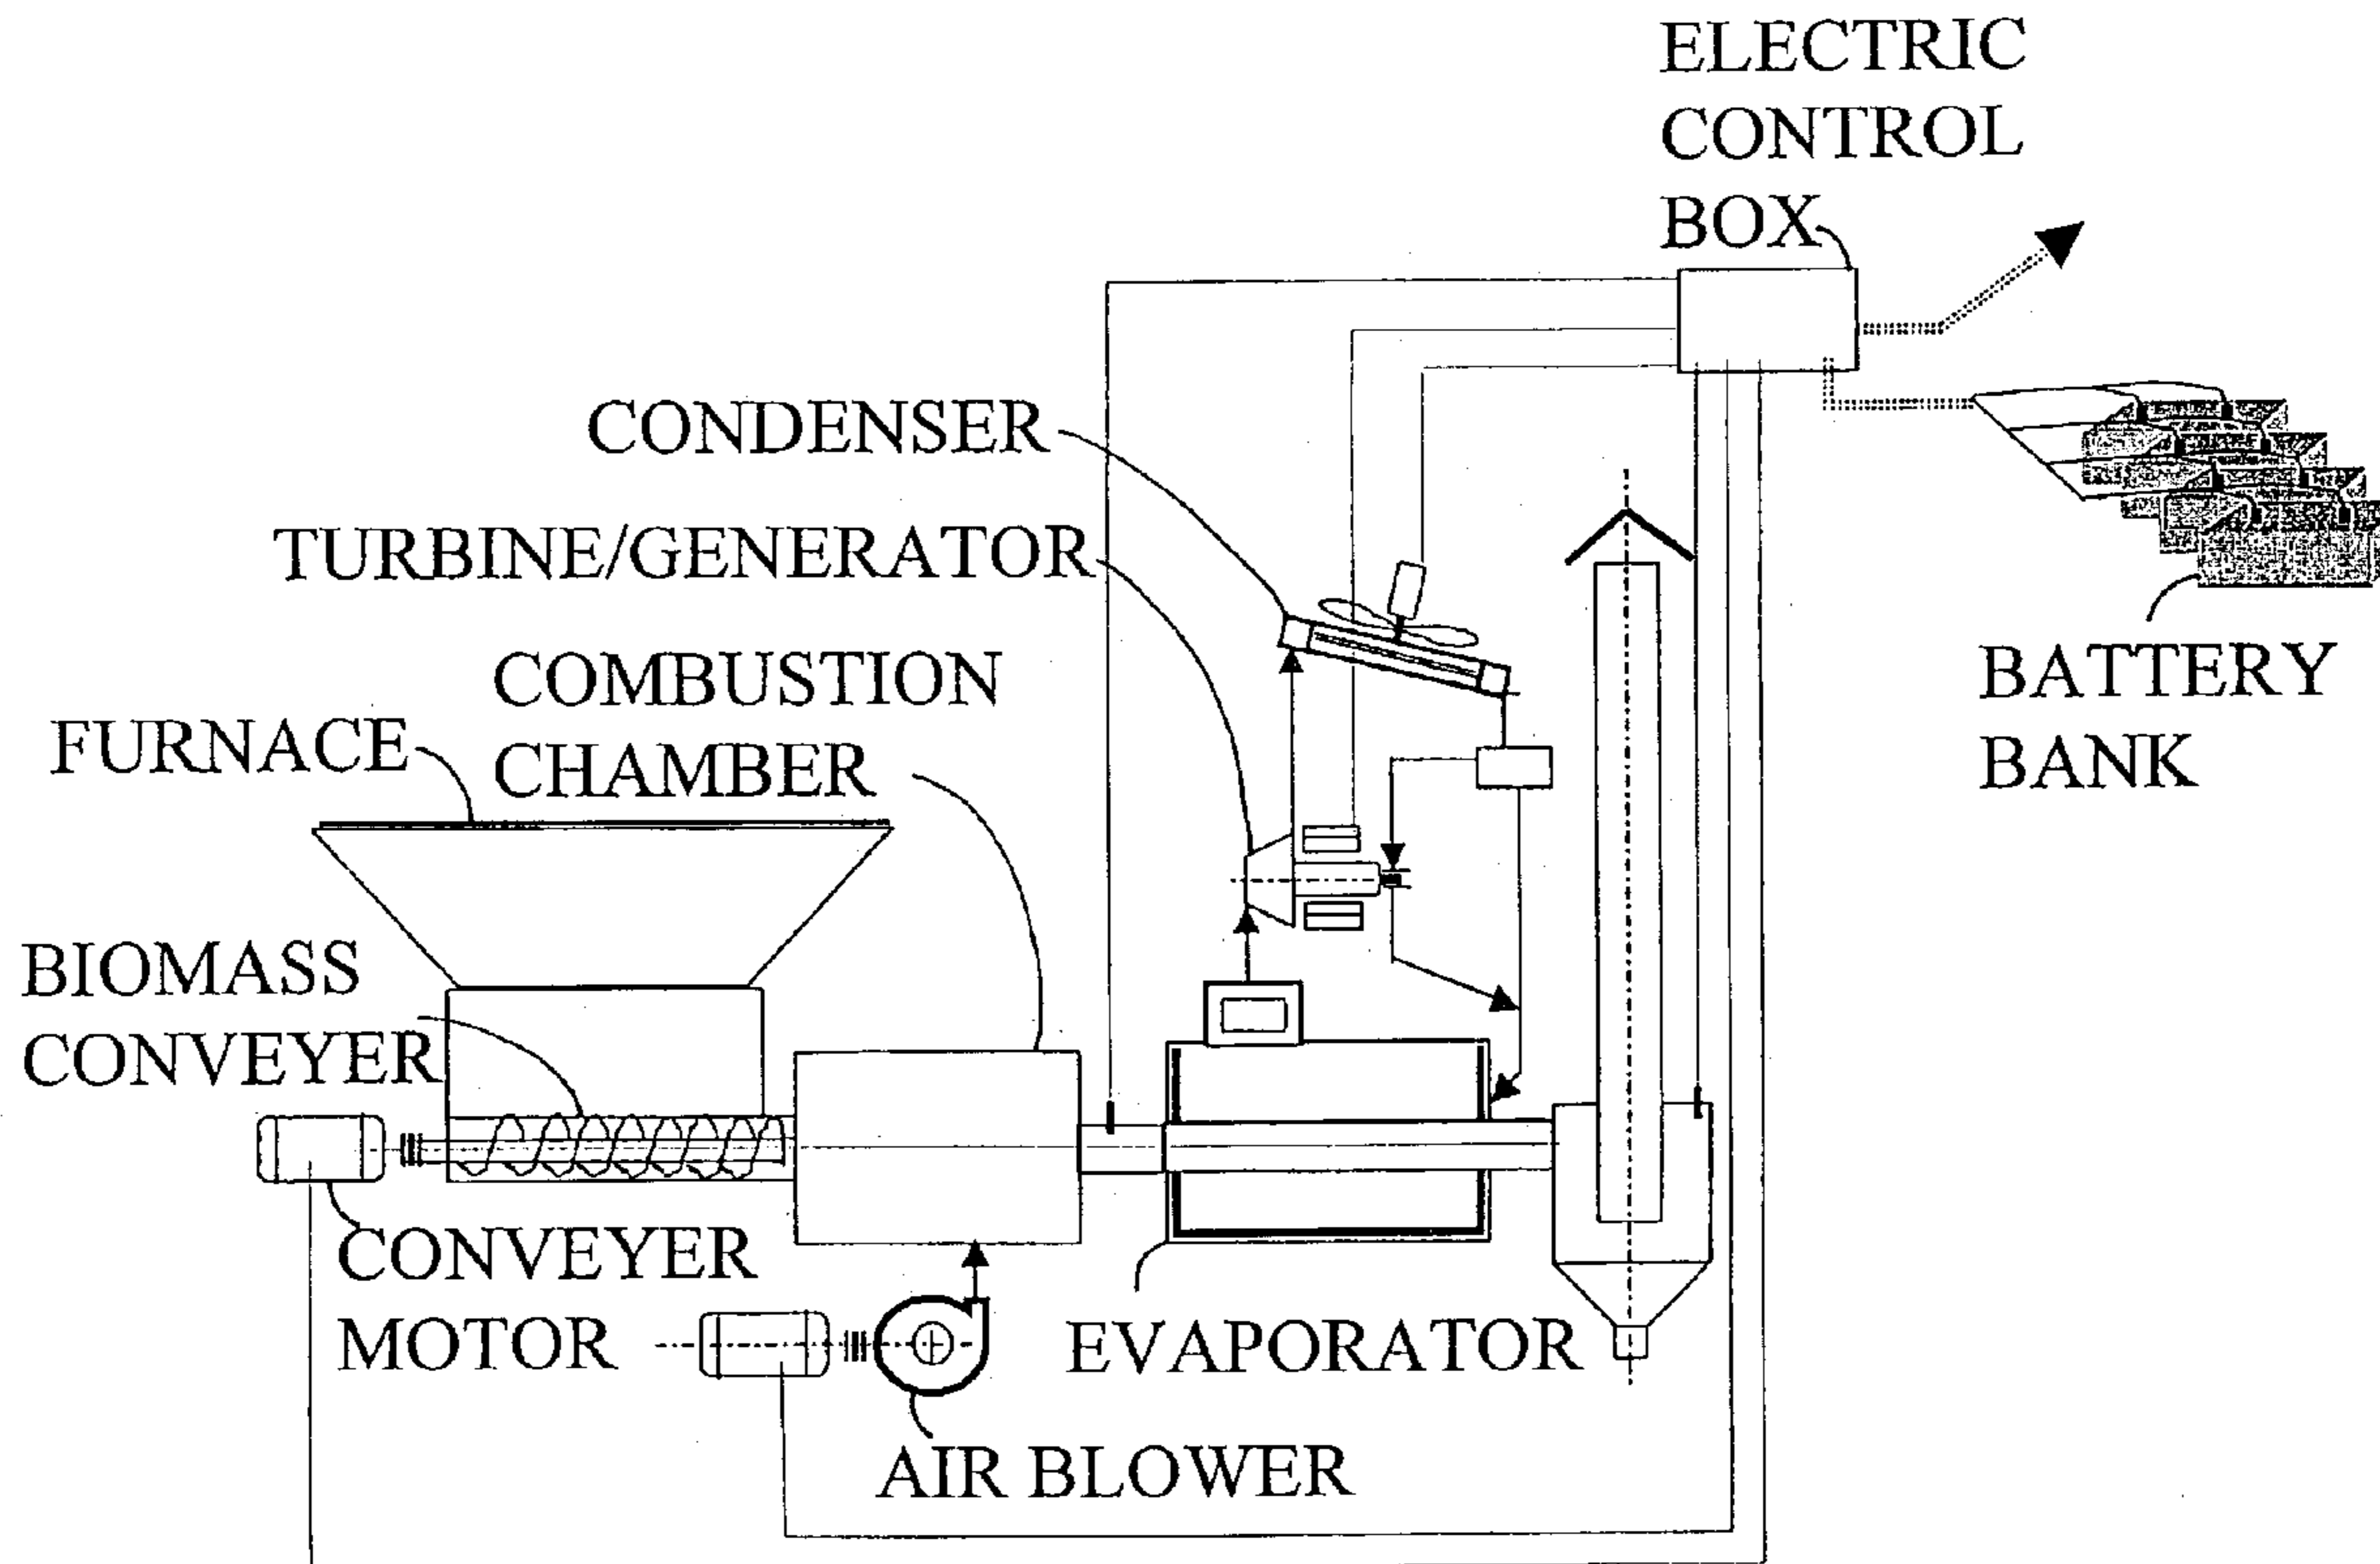 ELECTRIC
CONTROL
BOX
CONDENSER
TURBINE/GENERATOR
COMBUSTION
CHAMBER
FURNACE
BATTERY
BANK
BIOMASS
CONVEYER
CONVEYER
MOTOR
EVAPORATOR
AIR BLOWER